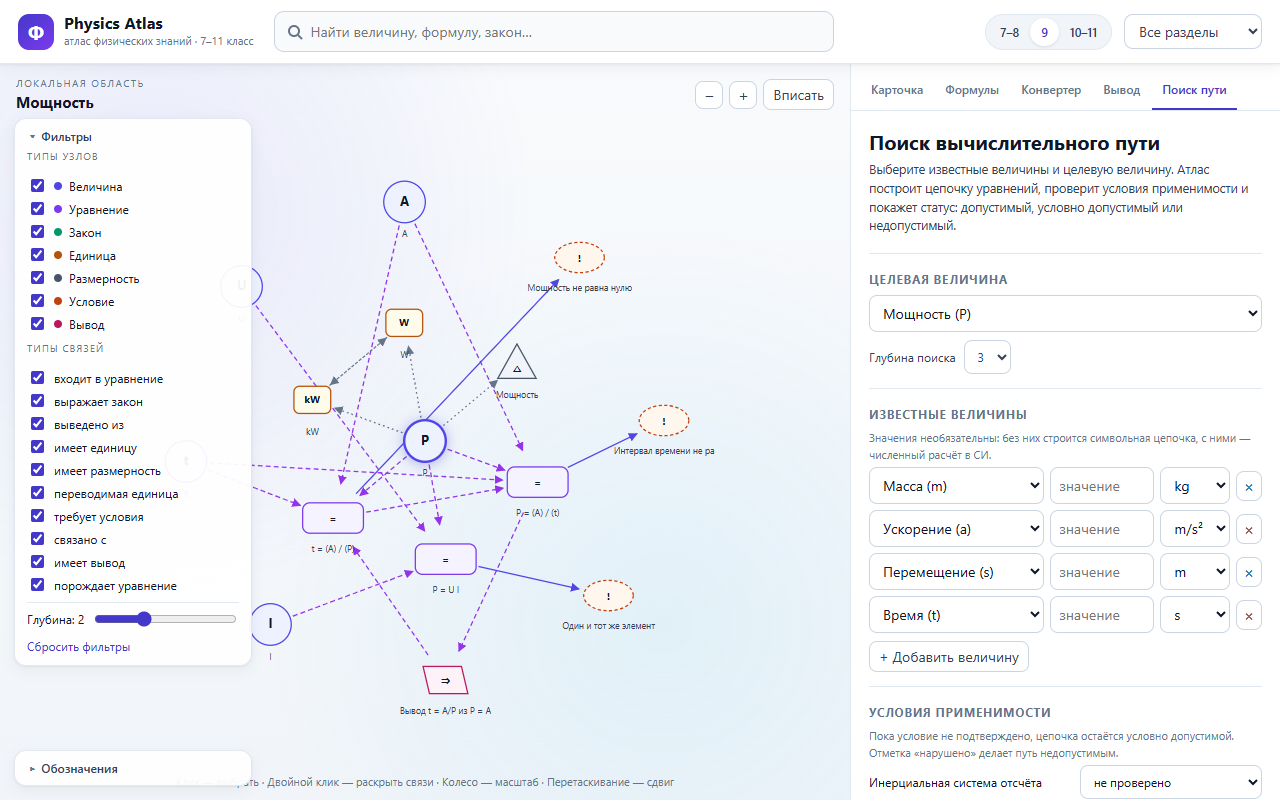 Ф
Physics Atlas
атлас физических знаний · 7–11 класс
Найти величину, формулу, закон...
7–8
9
10–11
Все разделы
ЛОКАЛЬНАЯ ОБЛАСТЬ
Мощность
−
+
Вписать
Фильтры
ТИПЫ УЗЛОВ
Величина
Уравнение
Закон
Единица
Размерность
Условие
Вывод
ТИПЫ СВЯЗЕЙ
входит в уравнение
выражает закон
выведено из
имеет единицу
имеет размерность
переводимая единица
требует условия
связано с
имеет вывод
порождает уравнение
Глубина: 2
Сбросить фильтры
Обозначения
U
t
A
A
!
Мощность не равна нулю
W
W
Мощность
kW
kW
P
P
!
Интервал времени не ра
=
P = (A) / (t)
=
t = (A) / (P)
=
P = U I
!
Один и тот же элемент
I
I
⇒
Вывод t = A/P из P = A
· Двойной клик — раскрыть связи · Колесо — масштаб · Перетаскивание — сдвиг
Карточка
Формулы
Конвертер
Вывод
Поиск пути
Поиск вычислительного пути
Выберите известные величины и целевую величину. Атлас
построит цепочку уравнений, проверит условия применимости и
покажет статус: допустимый, условно допустимый или
недопустимый.
ЦЕЛЕВАЯ ВЕЛИЧИНА
Мощность (P)
Глубина поиска 3
ИЗВЕСТНЫЕ ВЕЛИЧИНЫ
Значения необязательны: без них строится символьная цепочка, с ними —
численный расчёт в СИ.
Масса (m) значение kg ×
Ускорение (a) значение m/s² ×
Перемещение (s) значение m ×
Время (t) значение s ×
+ Добавить величину
УСЛОВИЯ ПРИМЕНИМОСТИ
Пока условие не подтверждено, цепочка остаётся условно допустимой.
Отметка «нарушено» делает путь недопустимым.
Инерциальная система отсчёта не проверено